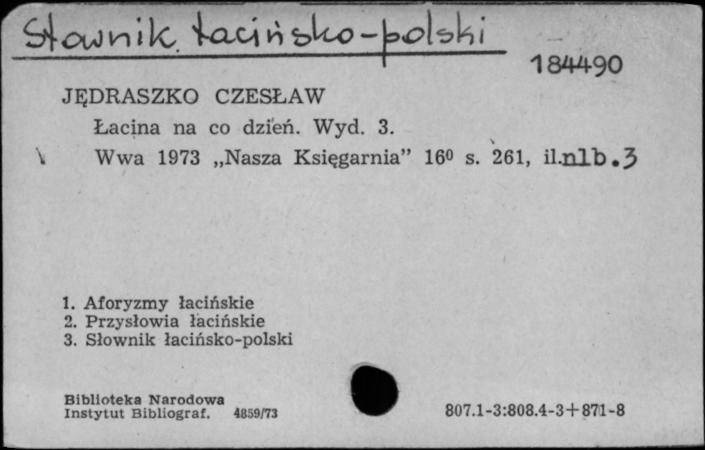 Słownik łacińsko-polski
184490
JĘDRASZKO CZESŁAW
Łacina na co dzień. Wyd. 3.
Wwa 1973 „Nasza Księgarnia” 16⁰ s. 261, il.nlb.3
1. Aforyzmy łacińskie
2. Przysłowia łacińskie
3. Słownik łacińsko-polski
Biblioteka Narodowa
Instytut Bibliograf. 4859/73
807.1-3:808.4-3+871-8